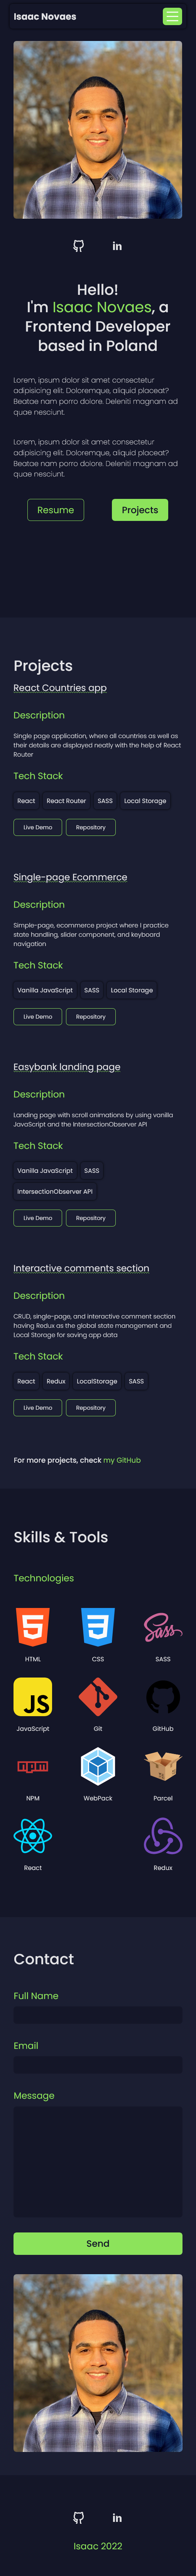 Isaac Novaes
in
Hello!
I'm Isaac Novaes, a
Frontend Developer
based in Poland
Lorem, ipsum dolor sit amet consectetur
adipisicing elit. Doloremque, aliquid placeat?
Beatae nam porro dolore. Deleniti magnam ad
quae nesciunt.
Lorem, ipsum dolor sit amet consectetur
adipisicing elit. Doloremque, aliquid placeat?
Beatae nam porro dolore. Deleniti magnam ad
quae nesciunt.
Resume Projects
Projects
React Countries app
Description
Single page application, where all countries as well as
their details are displayed neatly with the help of React
Router
Tech Stack
React React Router SASS Local Storage
Live Demo Repository
Single-page Ecommerce
Description
Simple-page, ecommerce project where I practice
state handling, slider component, and keyboard
navigation
Tech Stack
Vanilla JavaScript SASS Local Storage
Live Demo Repository
Easybank landing page
Description
Landing page with scroll animations by using vanilla
JavaScript and the IntersectionObserver API
Tech Stack
Vanilla JavaScript SASS
IntersectionObserver API
Live Demo Repository
Interactive comments section
Description
CRUD, single-page, and interactive comment section
having Redux as the global state management and
Local Storage for saving app data
Tech Stack
React Redux LocalStorage SASS
Live Demo Repository
For more projects, check my GitHub
Skills & Tools
Technologies
5 3 Sass
HTML CSS SASS
JS
JavaScript Git GitHub
npm
NPM WebPack Parcel
React Redux
Contact
Full Name
Email
Message
Send
in
Isaac 2022